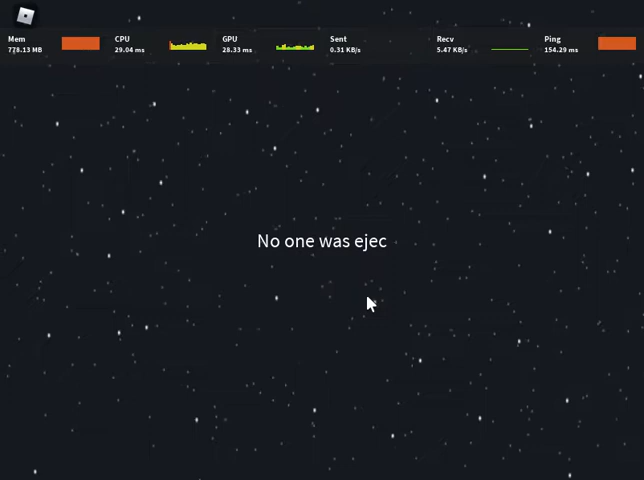 Mem CPU GPU Sent Recv Ping
778.13 MB 29.04 ms 28.33 ms 0.31 KB/s 5.47 KB/s 154.29 ms
No one was ejec